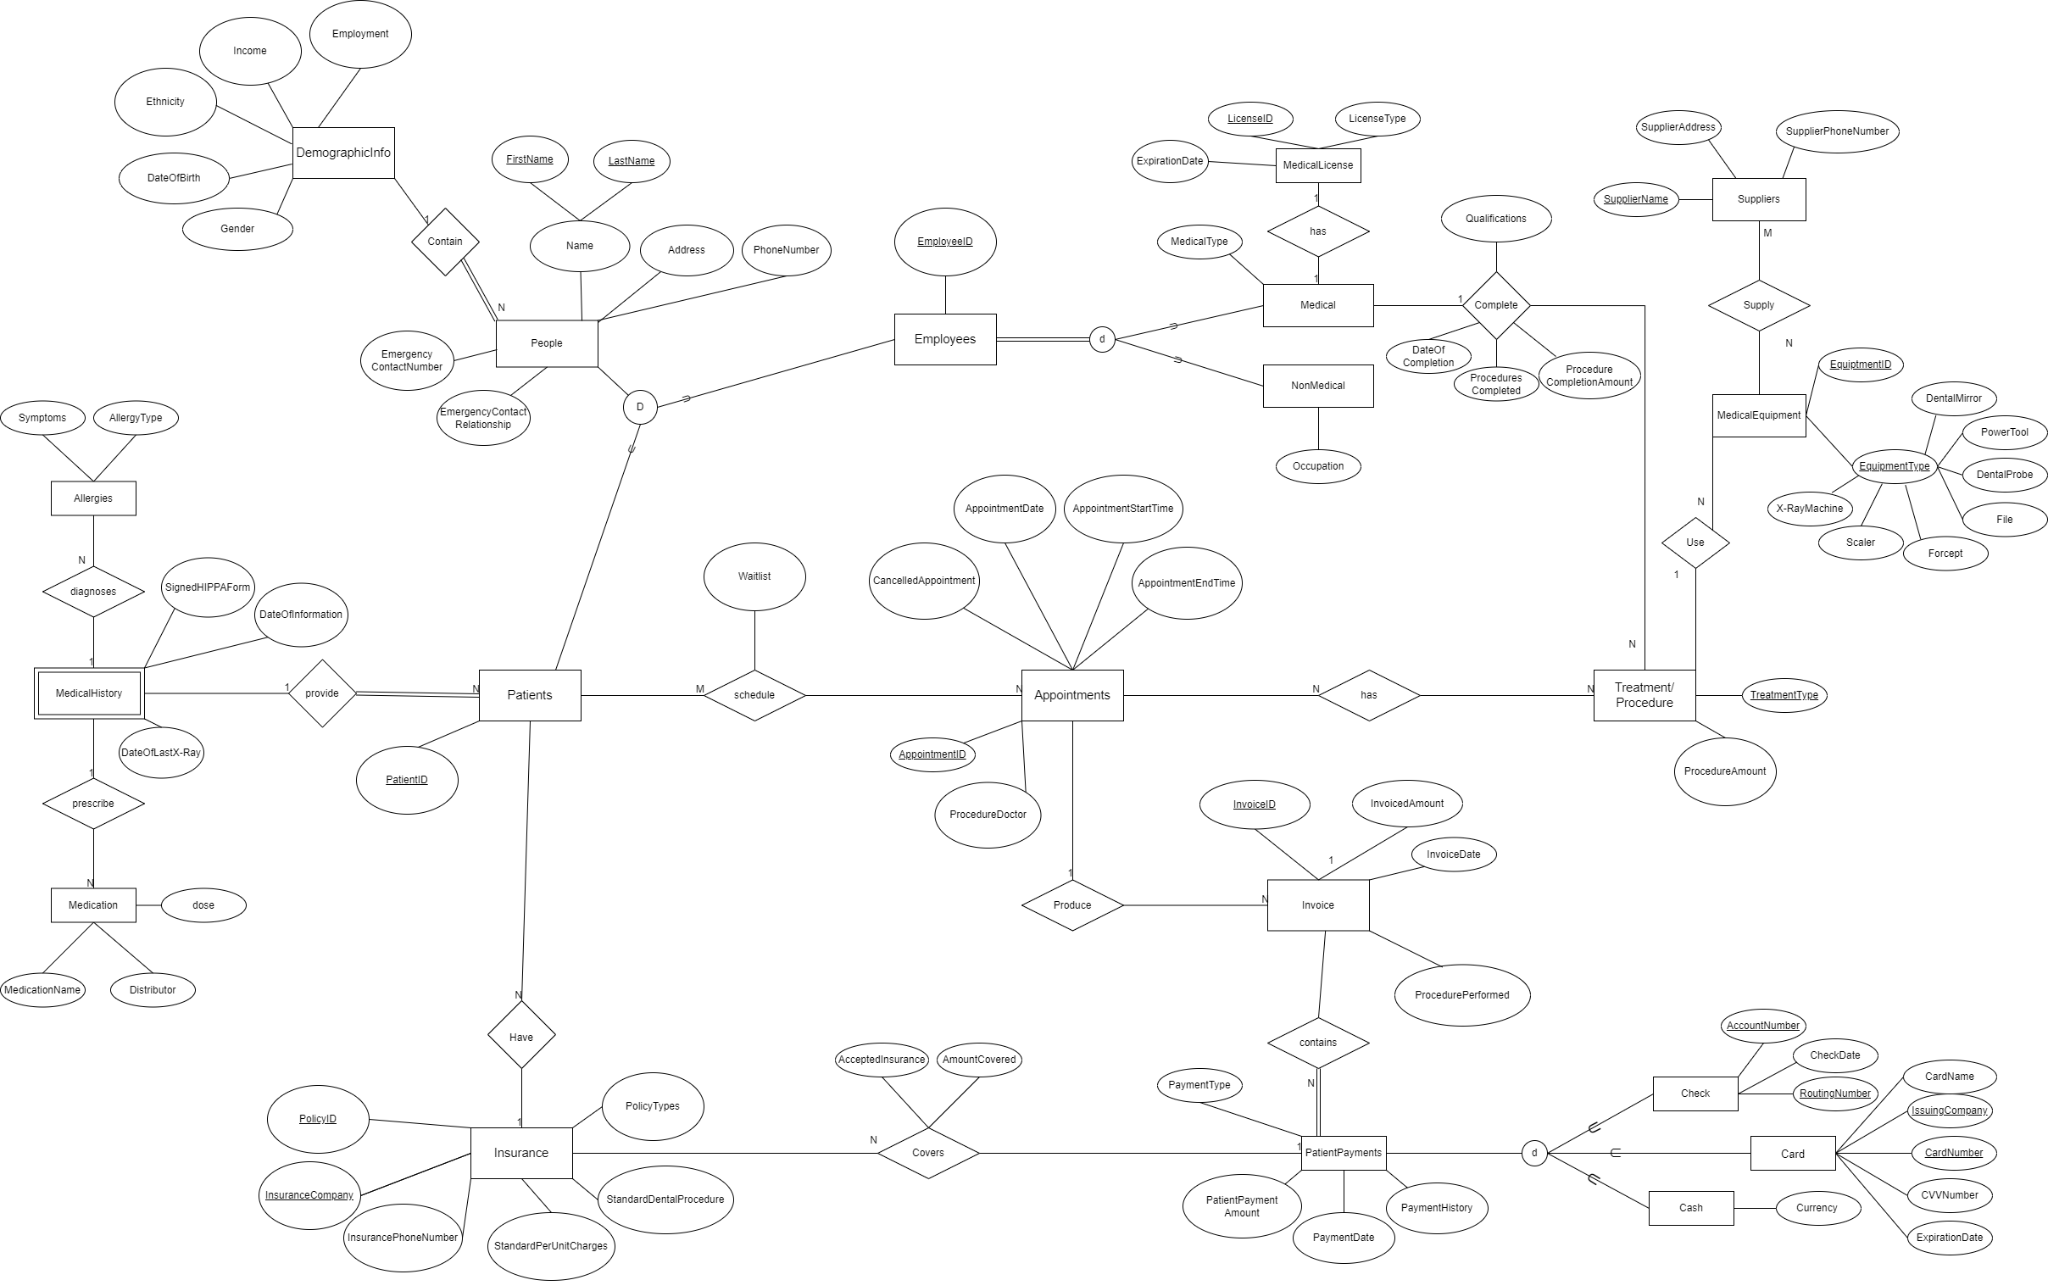 Employment
Income
Ethnicity
DemographicInfo
DateOfBirth
Gender
1
Contain
N
FirstName
LastName
Name
Address
PhoneNumber
People
Emergency
ContactNumber
EmergencyContact
Relationship
D
EmployeeID
Employees
d
LicenseID
LicenseType
ExpirationDate
MedicalLicense
1
has
1
MedicalType
Medical
NonMedical
Occupation
Qualifications
1
Complete
DateOf
Completion
Procedures
Completed
Procedure
CompletionAmount
N
SupplierAddress
SupplierPhoneNumber
SupplierName
Suppliers
M
Supply
N
EquiptmentID
MedicalEquipment
DentalMirror
PowerTool
EquipmentType
DentalProbe
X-RayMachine
File
Scaler
Forcept
N
Use
1
Symptoms
AllergyType
Allergies
N
diagnoses
1
SignedHIPPAForm
DateOfInformation
MedicalHistory
DateOfLastX-Ray
1
provide
N
1
prescribe
N
Medication
dose
MedicationName
Distributor
Patients
PatientID
Waitlist
M
schedule
N
AppointmentDate
AppointmentStartTime
CancelledAppointment
AppointmentEndTime
Appointments
AppointmentID
ProcedureDoctor
N
has
N
Treatment/
Procedure
TreatmentType
ProcedureAmount
1
Produce
N
InvoiceID
InvoicedAmount
1
InvoiceDate
Invoice
ProcedurePerformed
contains
N
N
Have
1
PolicyID
PolicyTypes
Insurance
InsuranceCompany
StandardDentalProcedure
InsurancePhoneNumber
StandardPerUnitCharges
AcceptedInsurance
AmountCovered
N
Covers
1
PaymentType
PatientPayments
PatientPayment
Amount
PaymentHistory
PaymentDate
d
AccountNumber
CheckDate
Check
RoutingNumber
CardName
IssuingCompany
Card
CardNumber
CVVNumber
ExpirationDate
Cash
Currency